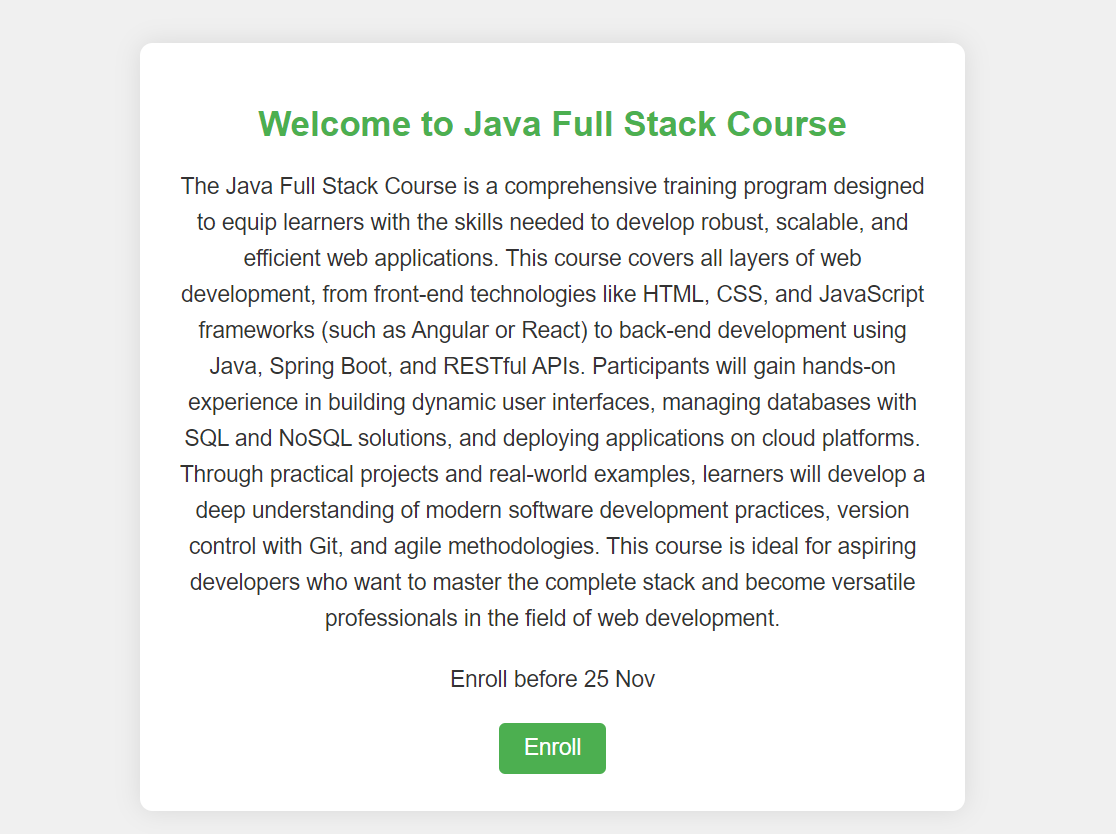 Welcome to Java Full Stack Course
The Java Full Stack Course is a comprehensive training program designed
to equip learners with the skills needed to develop robust, scalable, and
efficient web applications. This course covers all layers of web
development, from front-end technologies like HTML, CSS, and JavaScript
frameworks (such as Angular or React) to back-end development using
Java, Spring Boot, and RESTful APIs. Participants will gain hands-on
experience in building dynamic user interfaces, managing databases with
SQL and NoSQL solutions, and deploying applications on cloud platforms.
Through practical projects and real-world examples, learners will develop a
deep understanding of modern software development practices, version
control with Git, and agile methodologies. This course is ideal for aspiring
developers who want to master the complete stack and become versatile
professionals in the field of web development.
Enroll before 25 Nov
Enroll